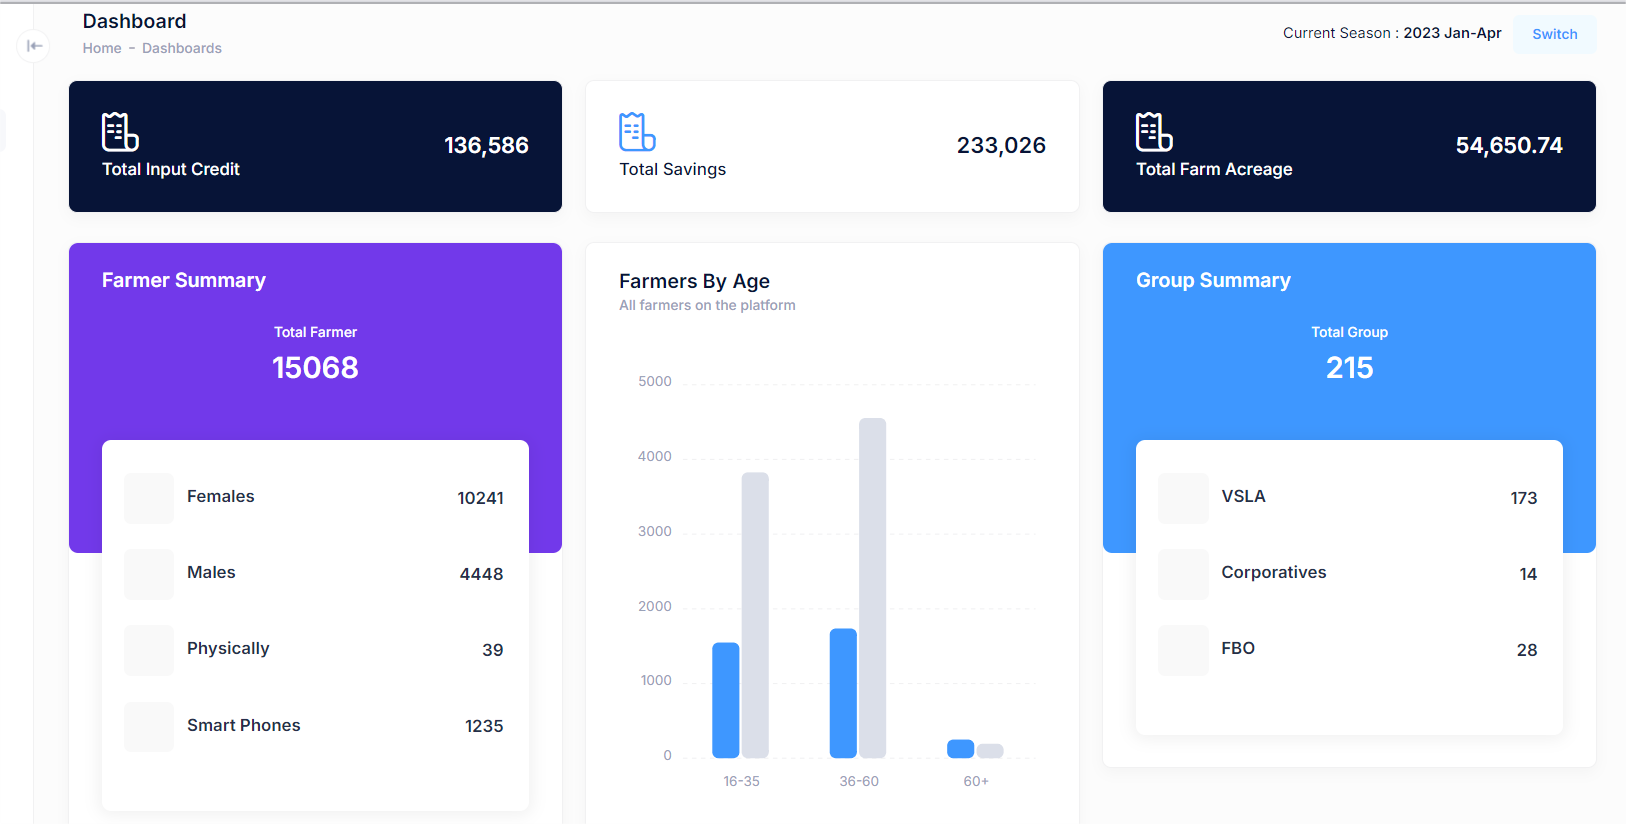 Dashboard
Home - Dashboards
Current Season : 2023 Jan-Apr
Switch
Total Input Credit
136,586
Total Savings
233,026
Total Farm Acreage
54,650.74
Farmer Summary
Total Farmer
15068
Females
10241
Males
4448
Physically
39
Smart Phones
1235
Farmers By Age
All farmers on the platform
5000
4000
3000
2000
1000
0
16-35
36-60
60+
Group Summary
Total Group
215
VSLA
173
Corporatives
14
FBO
28